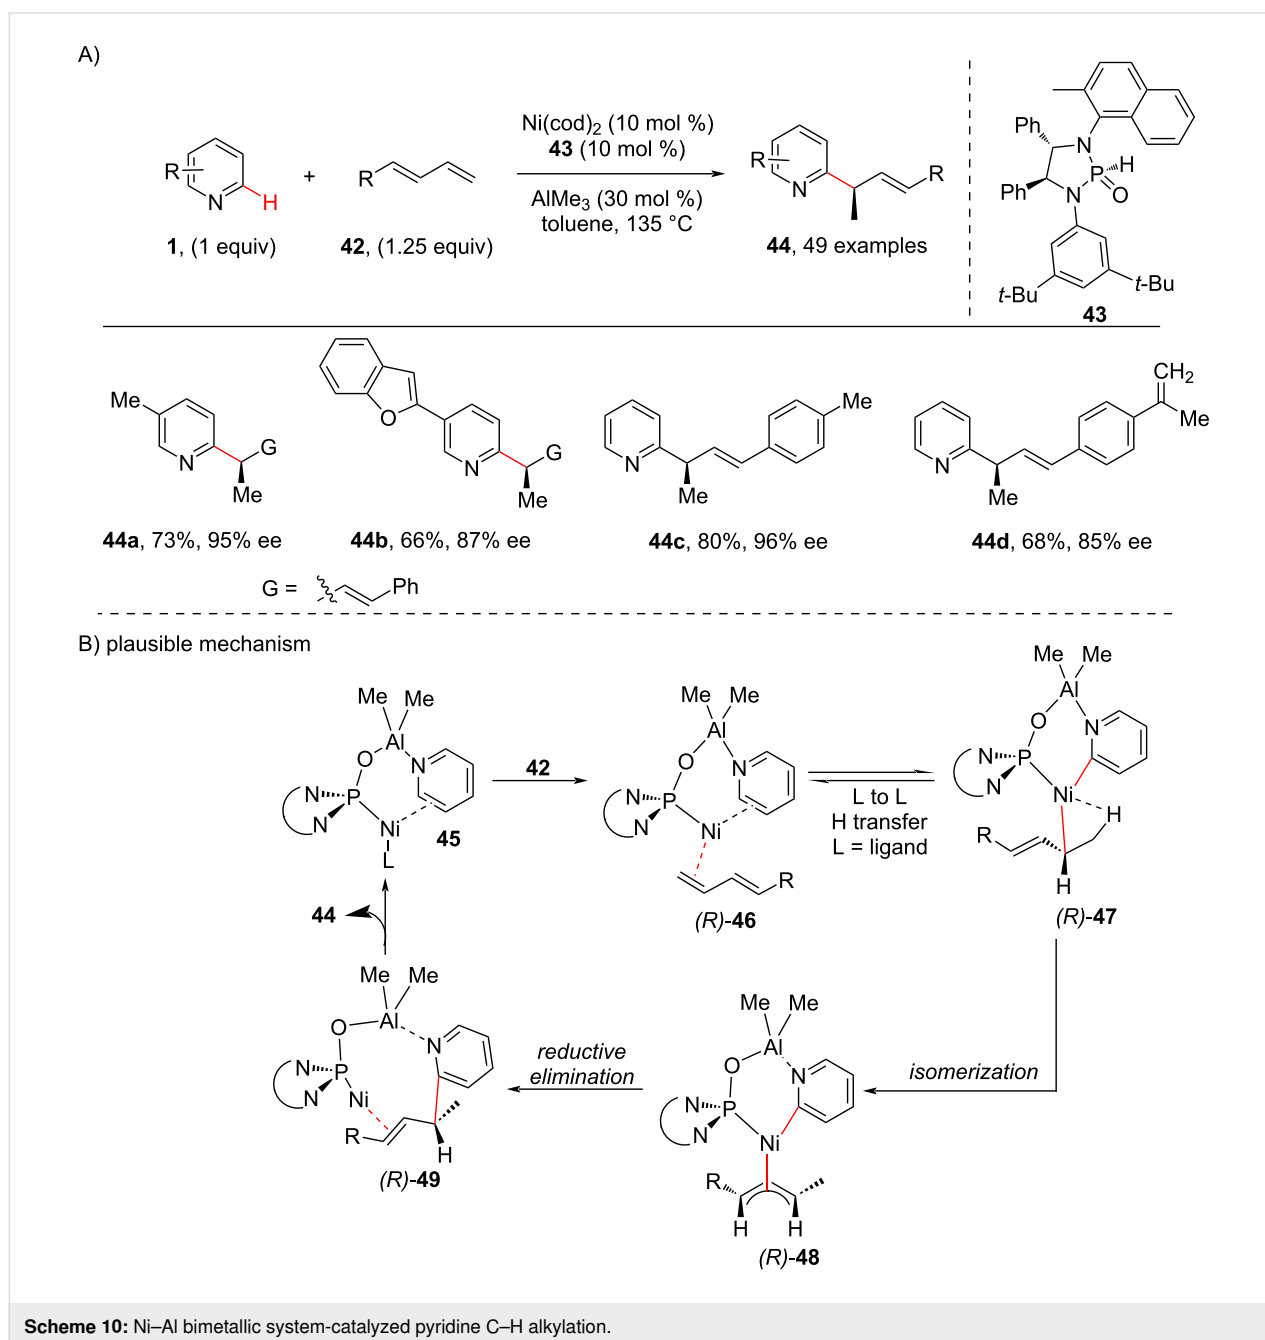 A)
Ni(cod)2 (10 mol %)
43 (10 mol %)
AlMe3 (30 mol %)
toluene, 135 °C
R
H
N
+
R
R
N
R
1, (1 equiv)
42, (1.25 equiv)
44, 49 examples
Ph
Ph
N
P
H
O
N
t-Bu
t-Bu
43
Me
N
G
Me
O
N
G
Me
N
Me
Me
N
Me
CH2
Me
44a, 73%, 95% ee
44b, 66%, 87% ee
44c, 80%, 96% ee
44d, 68%, 85% ee
G =
Ph
B) plausible mechanism
Me Me
Al
O
N
N
P
N
Ni
L
45
42
Me Me
Al
O
N
N
P
N
Ni
R
(R)-46
L to L
H transfer
L = ligand
Me Me
Al
O
N
N
P
N
Ni
H
R
H
(R)-47
44
Me Me
Al
O
N
N
P
N
Ni
R
H
(R)-49
reductive
elimination
Me Me
Al
O
N
N
P
N
Ni
R
H H
(R)-48
isomerization
Scheme 10: Ni–Al bimetallic system-catalyzed pyridine C–H alkylation.